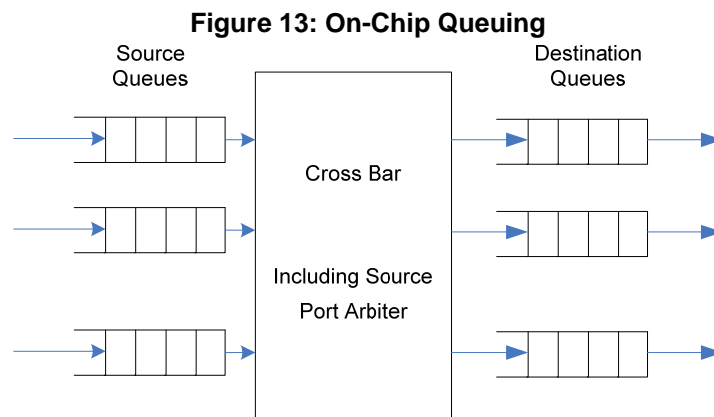 Figure 13: On-Chip Queuing
Source
Queues
Destination
Queues
Cross Bar
Including Source
Port Arbiter